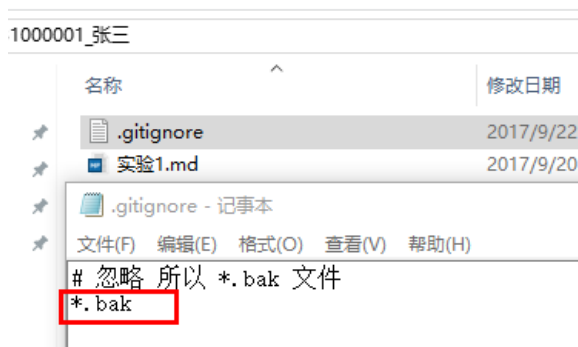 1000001_张三
名称 修改日期
.gitignore 2017/9/22
实验1.md 2017/9/20
.gitignore - 记事本
文件(F) 编辑(E) 格式(O) 查看(V) 帮助(H)
# 忽略 所以 *.bak 文件
*.bak